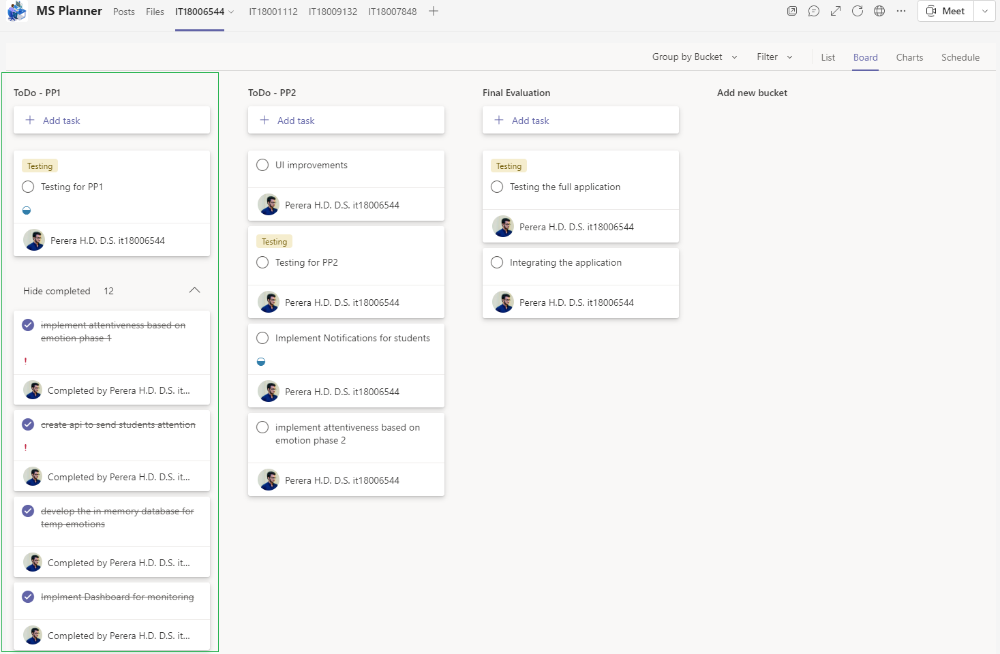 MS Planner
Posts
Files
IT18006544
IT18001112
IT18009132
IT18007848
Meet
Group by Bucket
Filter
List
Board
Charts
Schedule
ToDo - PP1
Add task
Testing
Testing for PP1
Perera H.D. D.S. it18006544
Hide completed 12
implement attentiveness based on
emotion phase 1
!
Completed by Perera H.D. D.S. it...
create api to send students attention
!
Completed by Perera H.D. D.S. it...
develop the in memory database for
temp emotions
Completed by Perera H.D. D.S. it...
Implment Dashboard for monitoring
Completed by Perera H.D. D.S. it...
ToDo - PP2
Add task
UI improvements
Perera H.D. D.S. it18006544
Testing
Testing for PP2
Perera H.D. D.S. it18006544
Implement Notifications for students
Perera H.D. D.S. it18006544
implement attentiveness based on
emotion phase 2
Perera H.D. D.S. it18006544
Final Evaluation
Add task
Testing
Testing the full application
Perera H.D. D.S. it18006544
Integrating the application
Perera H.D. D.S. it18006544
Add new bucket